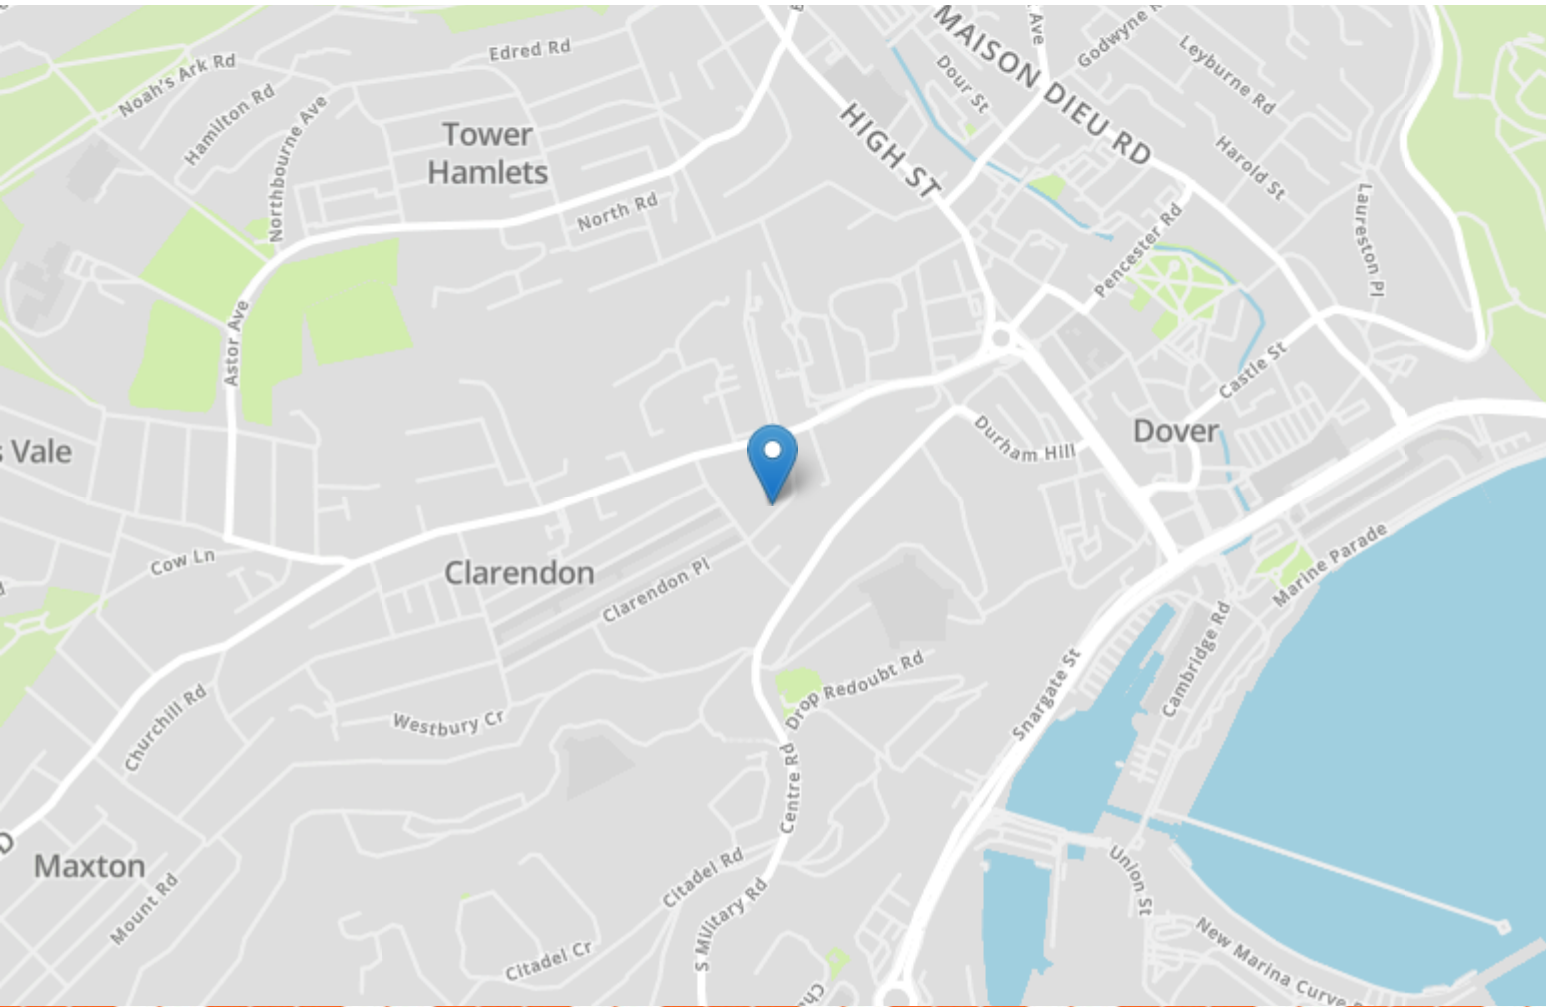 MAISON DIEU RD
Ave
Godwyne
Edred Rd
Leyburne Rd
Noah's Ark Rd
Dour St
Hamilton Rd
Northbourne Ave
Tower
Hamlets
HIGH ST
Harold St
North Rd
Laureston Pl
Pencester Rd
Astor Ave
Castle St
Durham Hill
Dover
s Vale
Cow Ln
Clarendon
Clarendon Pl
Marine Parade
Cambridge Rd
Snargate St
Drop Redoubt Rd
Churchill Rd
Westbury Cr
Centre Rd
Maxton
Mount Rd
Citadel Rd
Union St
S Military Rd
Citadel Cr
New Marina Curve